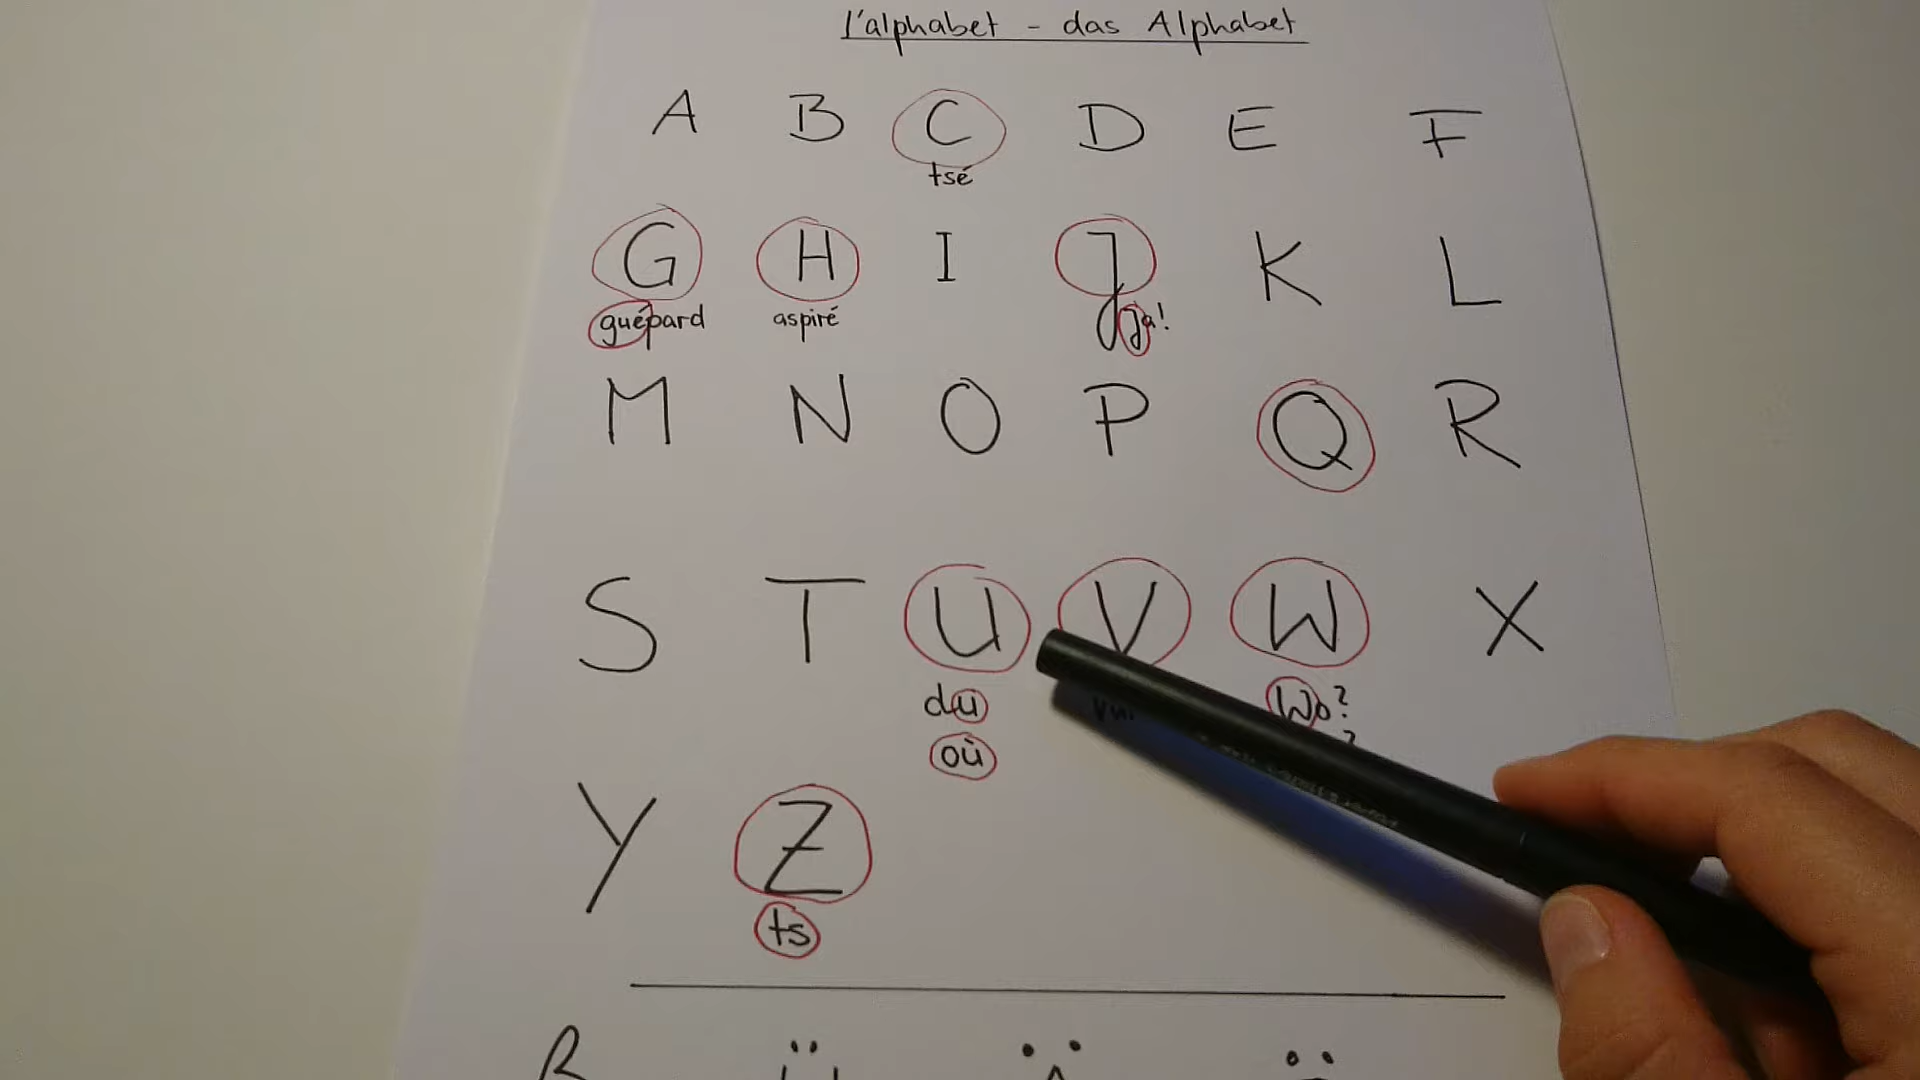 l'alphabet - das Alphabet
A B C D E F
tsé
G H I J K L
guépard aspiré ja!
M N O P Q R
S T U V W X
du Wo?
où ?
Y Z
ts